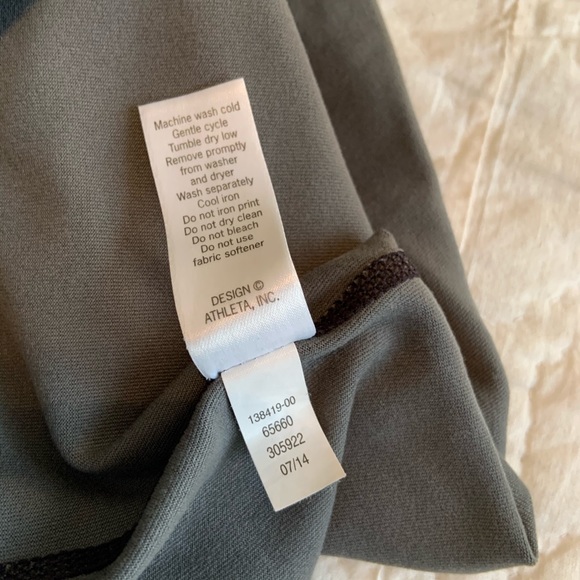 Machine wash cold
Gentle cycle
Tumble dry low
Remove promptly
from washer
and dryer
Wash separately
Cool iron
Do not iron print
Do not dry clean
Do not bleach
Do not use
fabric softener
DESIGN ©
ATHLETA, INC.
138419-00
65660
305922
07/14